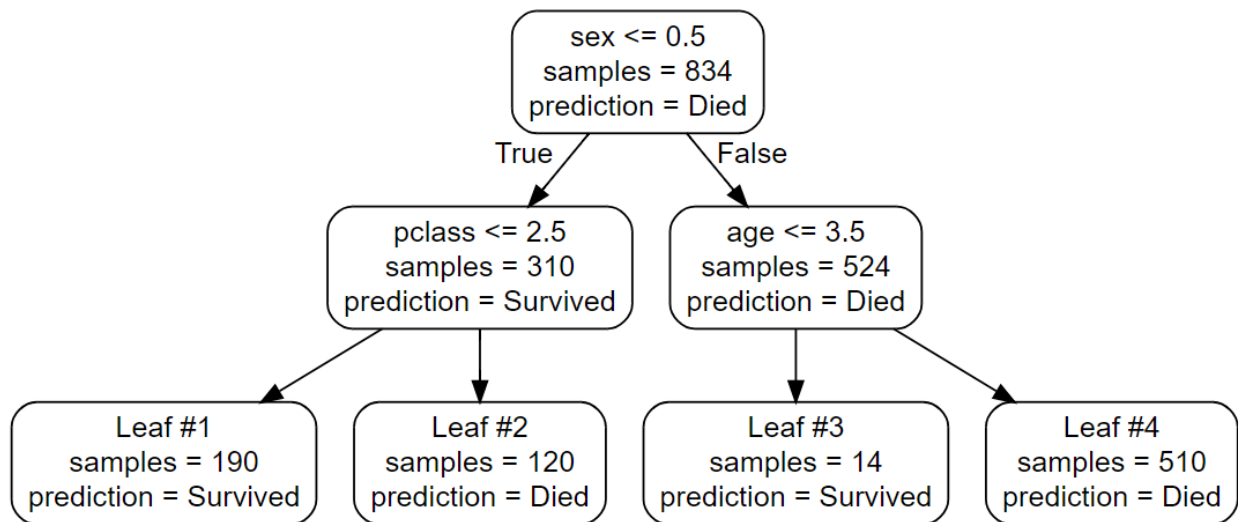 sex <= 0.5
samples = 834
prediction = Died
True
False
pclass <= 2.5
samples = 310
prediction = Survived
age <= 3.5
samples = 524
prediction = Died
Leaf #1
samples = 190
prediction = Survived
Leaf #2
samples = 120
prediction = Died
Leaf #3
samples = 14
prediction = Survived
Leaf #4
samples = 510
prediction = Died